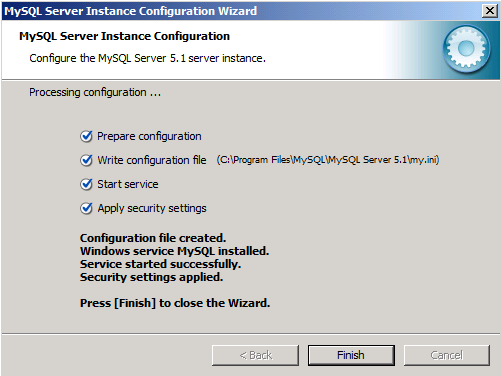 MySQL Server Instance Configuration Wizard
MySQL Server Instance Configuration
Configure the MySQL Server 5.1 server instance.
Processing configuration ...
Prepare configuration
Write configuration file (C:\Program Files\MySQL\MySQL Server 5.1\my.ini)
Start service
Apply security settings
Configuration file created.
Windows service MySQL installed.
Service started successfully.
Security settings applied.
Press [Finish] to close the Wizard.
< Back Finish Cancel